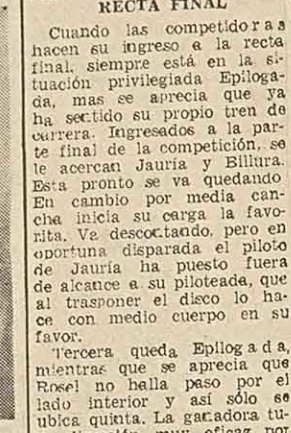 RECTA FINAL
Cuando las competidoras
hacen su ingreso a la recta
final, siempre está en la si-
tuación privilegiada Epiloga-
da, mas se aprecia que ya
ha sentido su propio tren de
carrera. Ingresados a la par-
te final de la competición, se
le acercan Jauría y Billura.
Esta pronto se va quedando
En cambio por media can-
cha inicia su carga la favo-
rita. Va descontando, pero en
oportuna disparada el piloto
de Jauría ha puesto fuera
de alcance a su piloteada, que
al trasponer el disco lo ha-
ce con medio cuerpo en su
favor.
Tercera queda Epilogada,
mientras que se aprecia que
Rosel no halla paso por el
lado interior y así sólo se
ubica quinta. La ganadora tu-
muy eficaz por